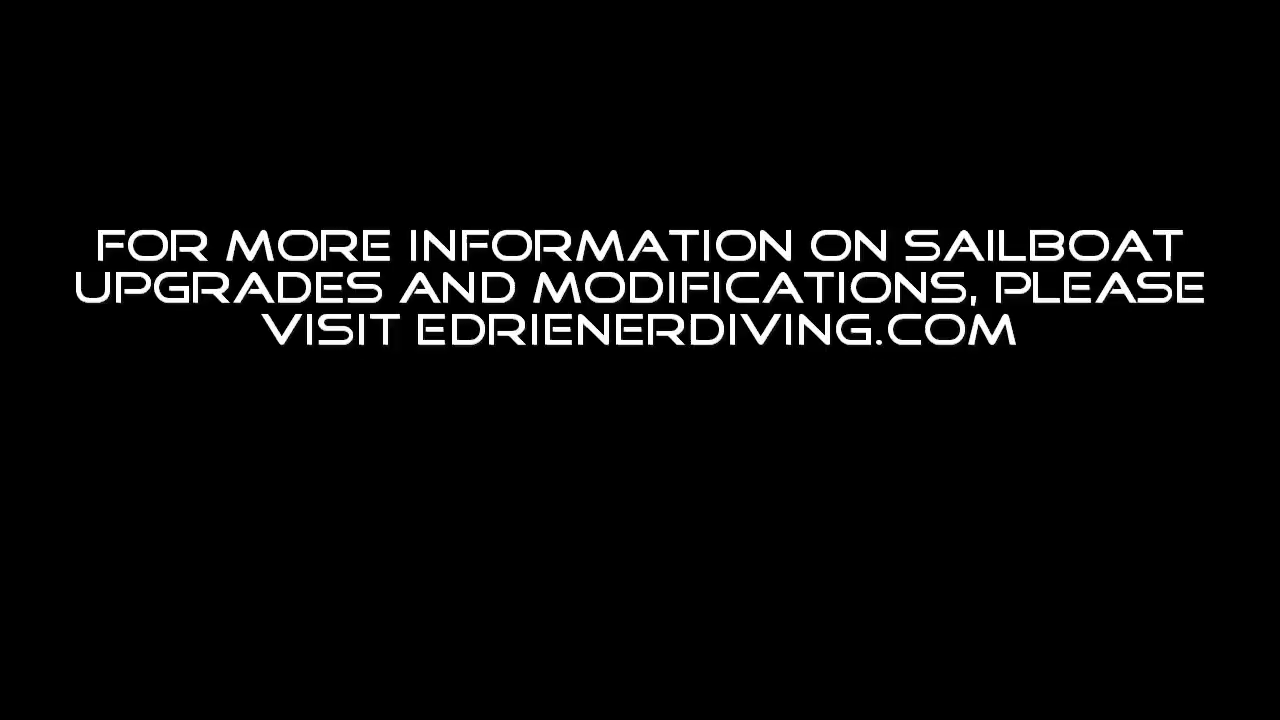 FOR MORE INFORMATION ON SAILBOAT
UPGRADES AND MODIFICATIONS, PLEASE
VISIT EDRIENERDIVING.COM